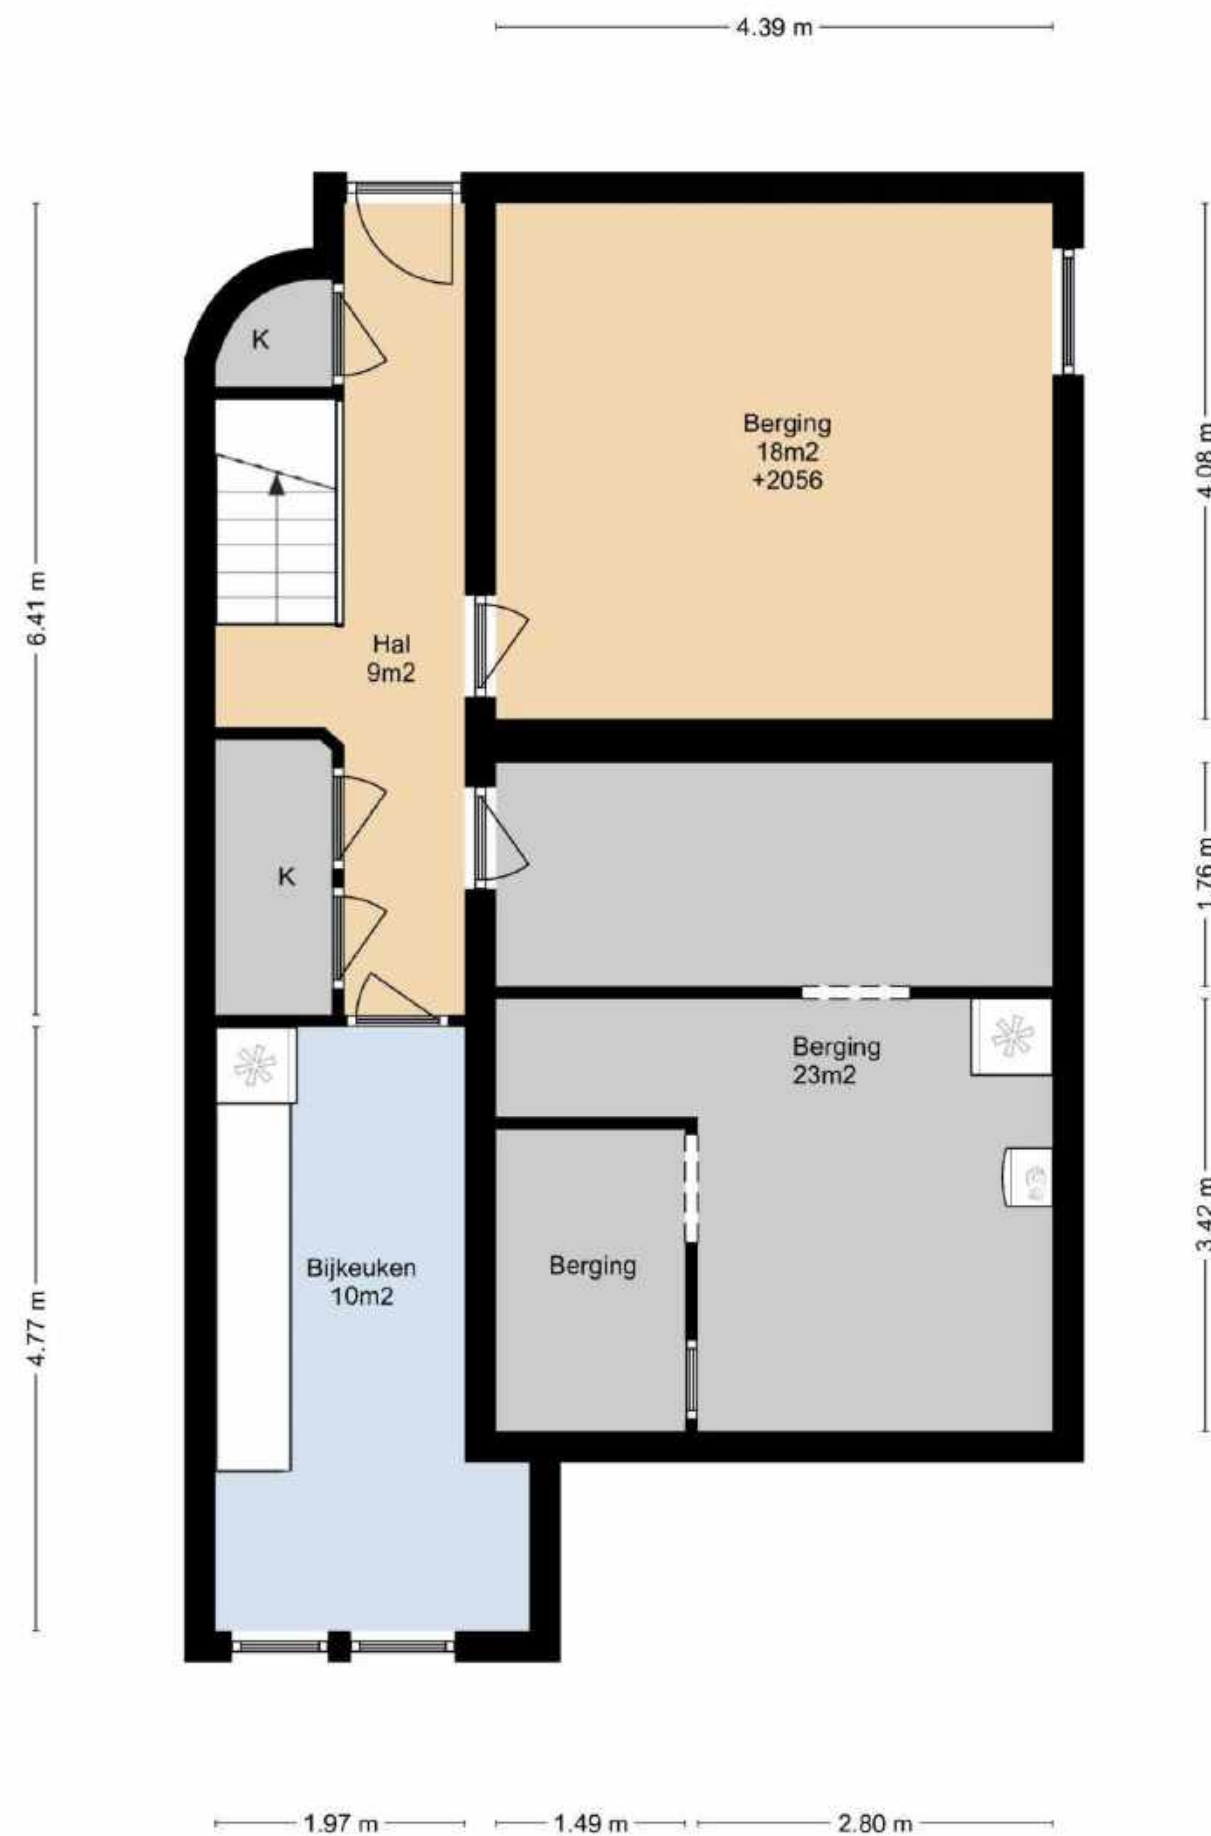 4.39 m
K
Berging
18m2
+2056
4.08 m
6.41 m
Hal
9m2
K
1.76 m
Berging
23m2
3.42 m
Bijkeuken
10m2
Berging
4.77 m
1.97 m
1.49 m
2.80 m